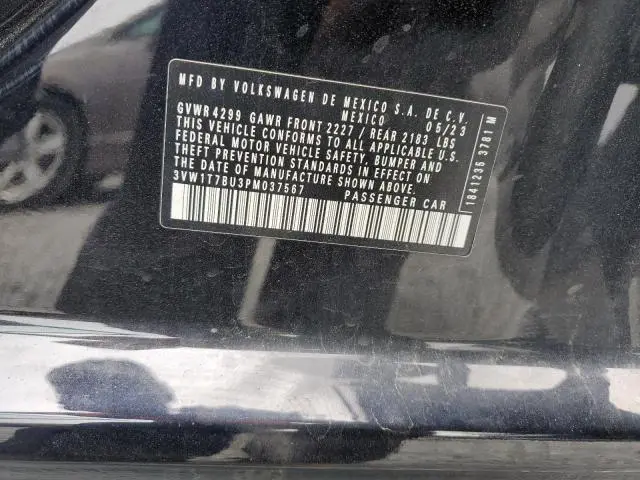 MFD BY VOLKSWAGEN DE MEXICO S.A. DE C.V.
MEXICO 05/23
GVWR 4299 GAWR FRONT 2227 / REAR 2183 LBS
THIS VEHICLE CONFORMS TO ALL APPLICABLE U.S.
FEDERAL MOTOR VEHICLE SAFETY, BUMPER AND
THEFT PREVENTION STANDARDS IN EFFECT ON
THE DATE OF MANUFACTURE SHOWN ABOVE.
3VW1T7BU3PM037567 PASSENGER CAR
1841236 3781 M